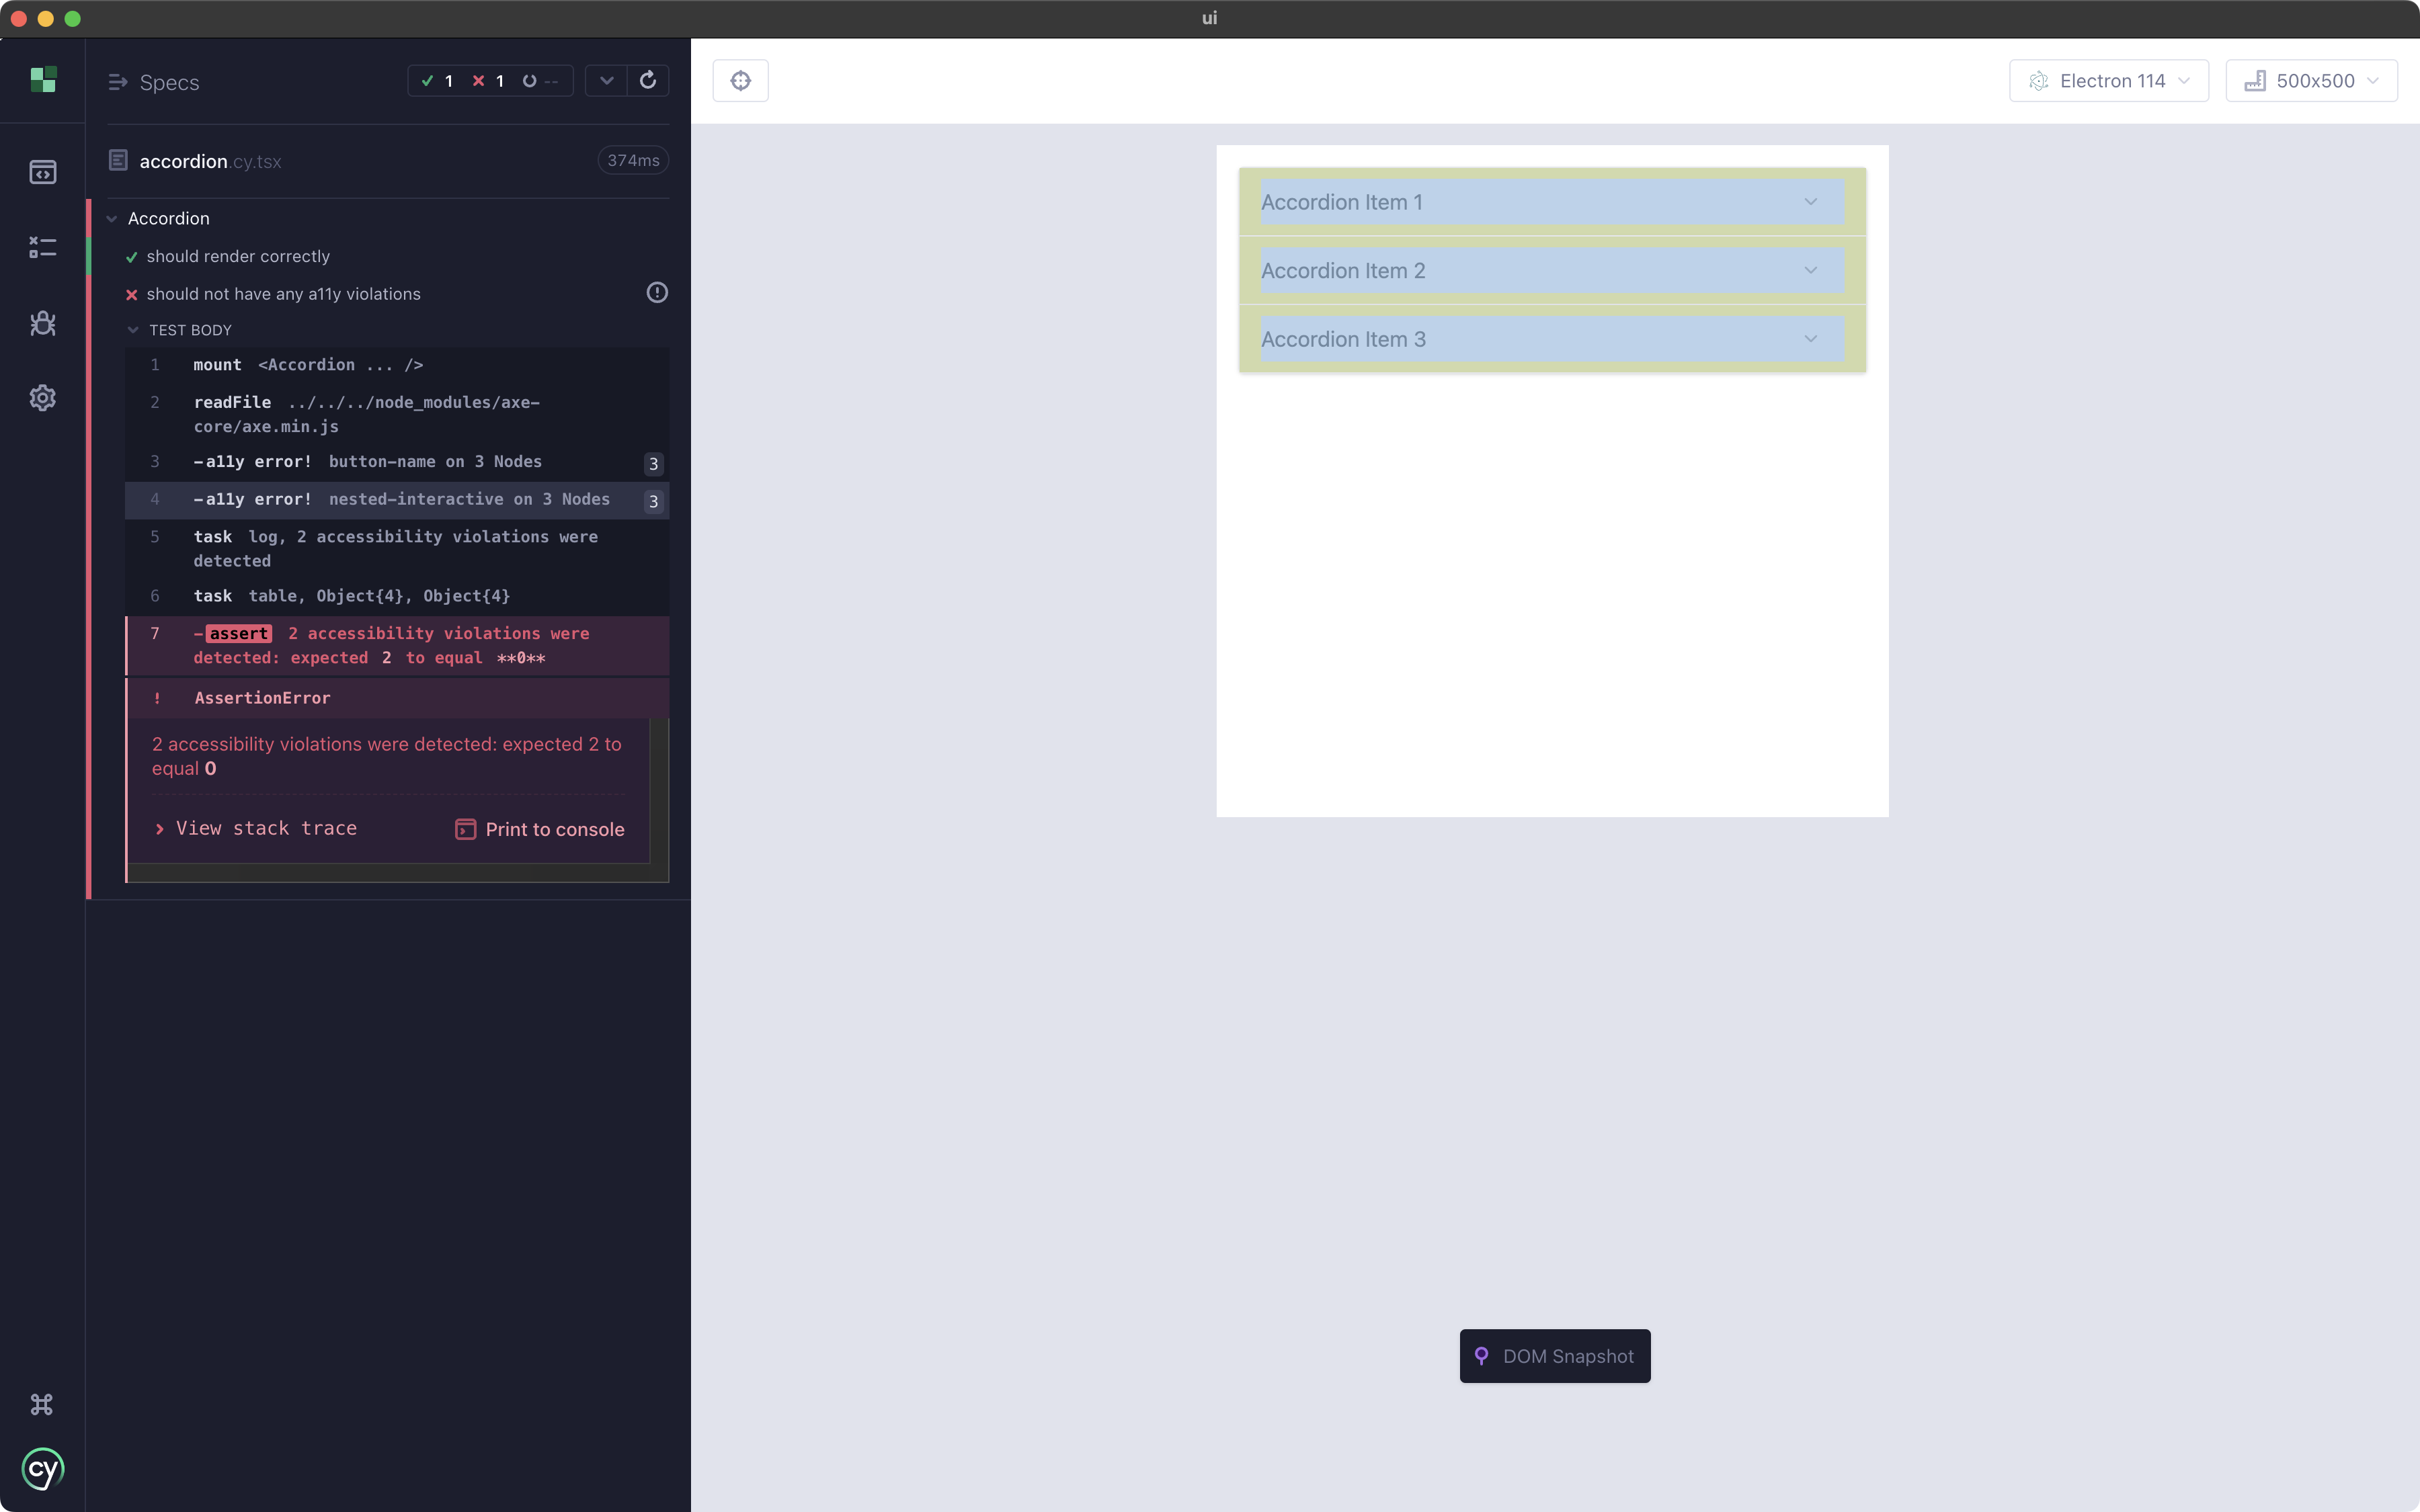 ui
Specs
1 1 --
accordion.cy.tsx 374ms
Accordion
should render correctly
should not have any a11y violations
TEST BODY
1 mount <Accordion ... />
2 readFile ../../../node_modules/axe-
core/axe.min.js
3 -a11y error! button-name on 3 Nodes 3
4 -a11y error! nested-interactive on 3 Nodes 3
5 task log, 2 accessibility violations were
detected
6 task table, Object{4}, Object{4}
7 -assert 2 accessibility violations were
detected: expected 2 to equal **0**
! AssertionError
2 accessibility violations were detected: expected 2 to
equal 0
View stack trace Print to console
cy
Electron 114 500x500
Accordion Item 1
Accordion Item 2
Accordion Item 3
DOM Snapshot